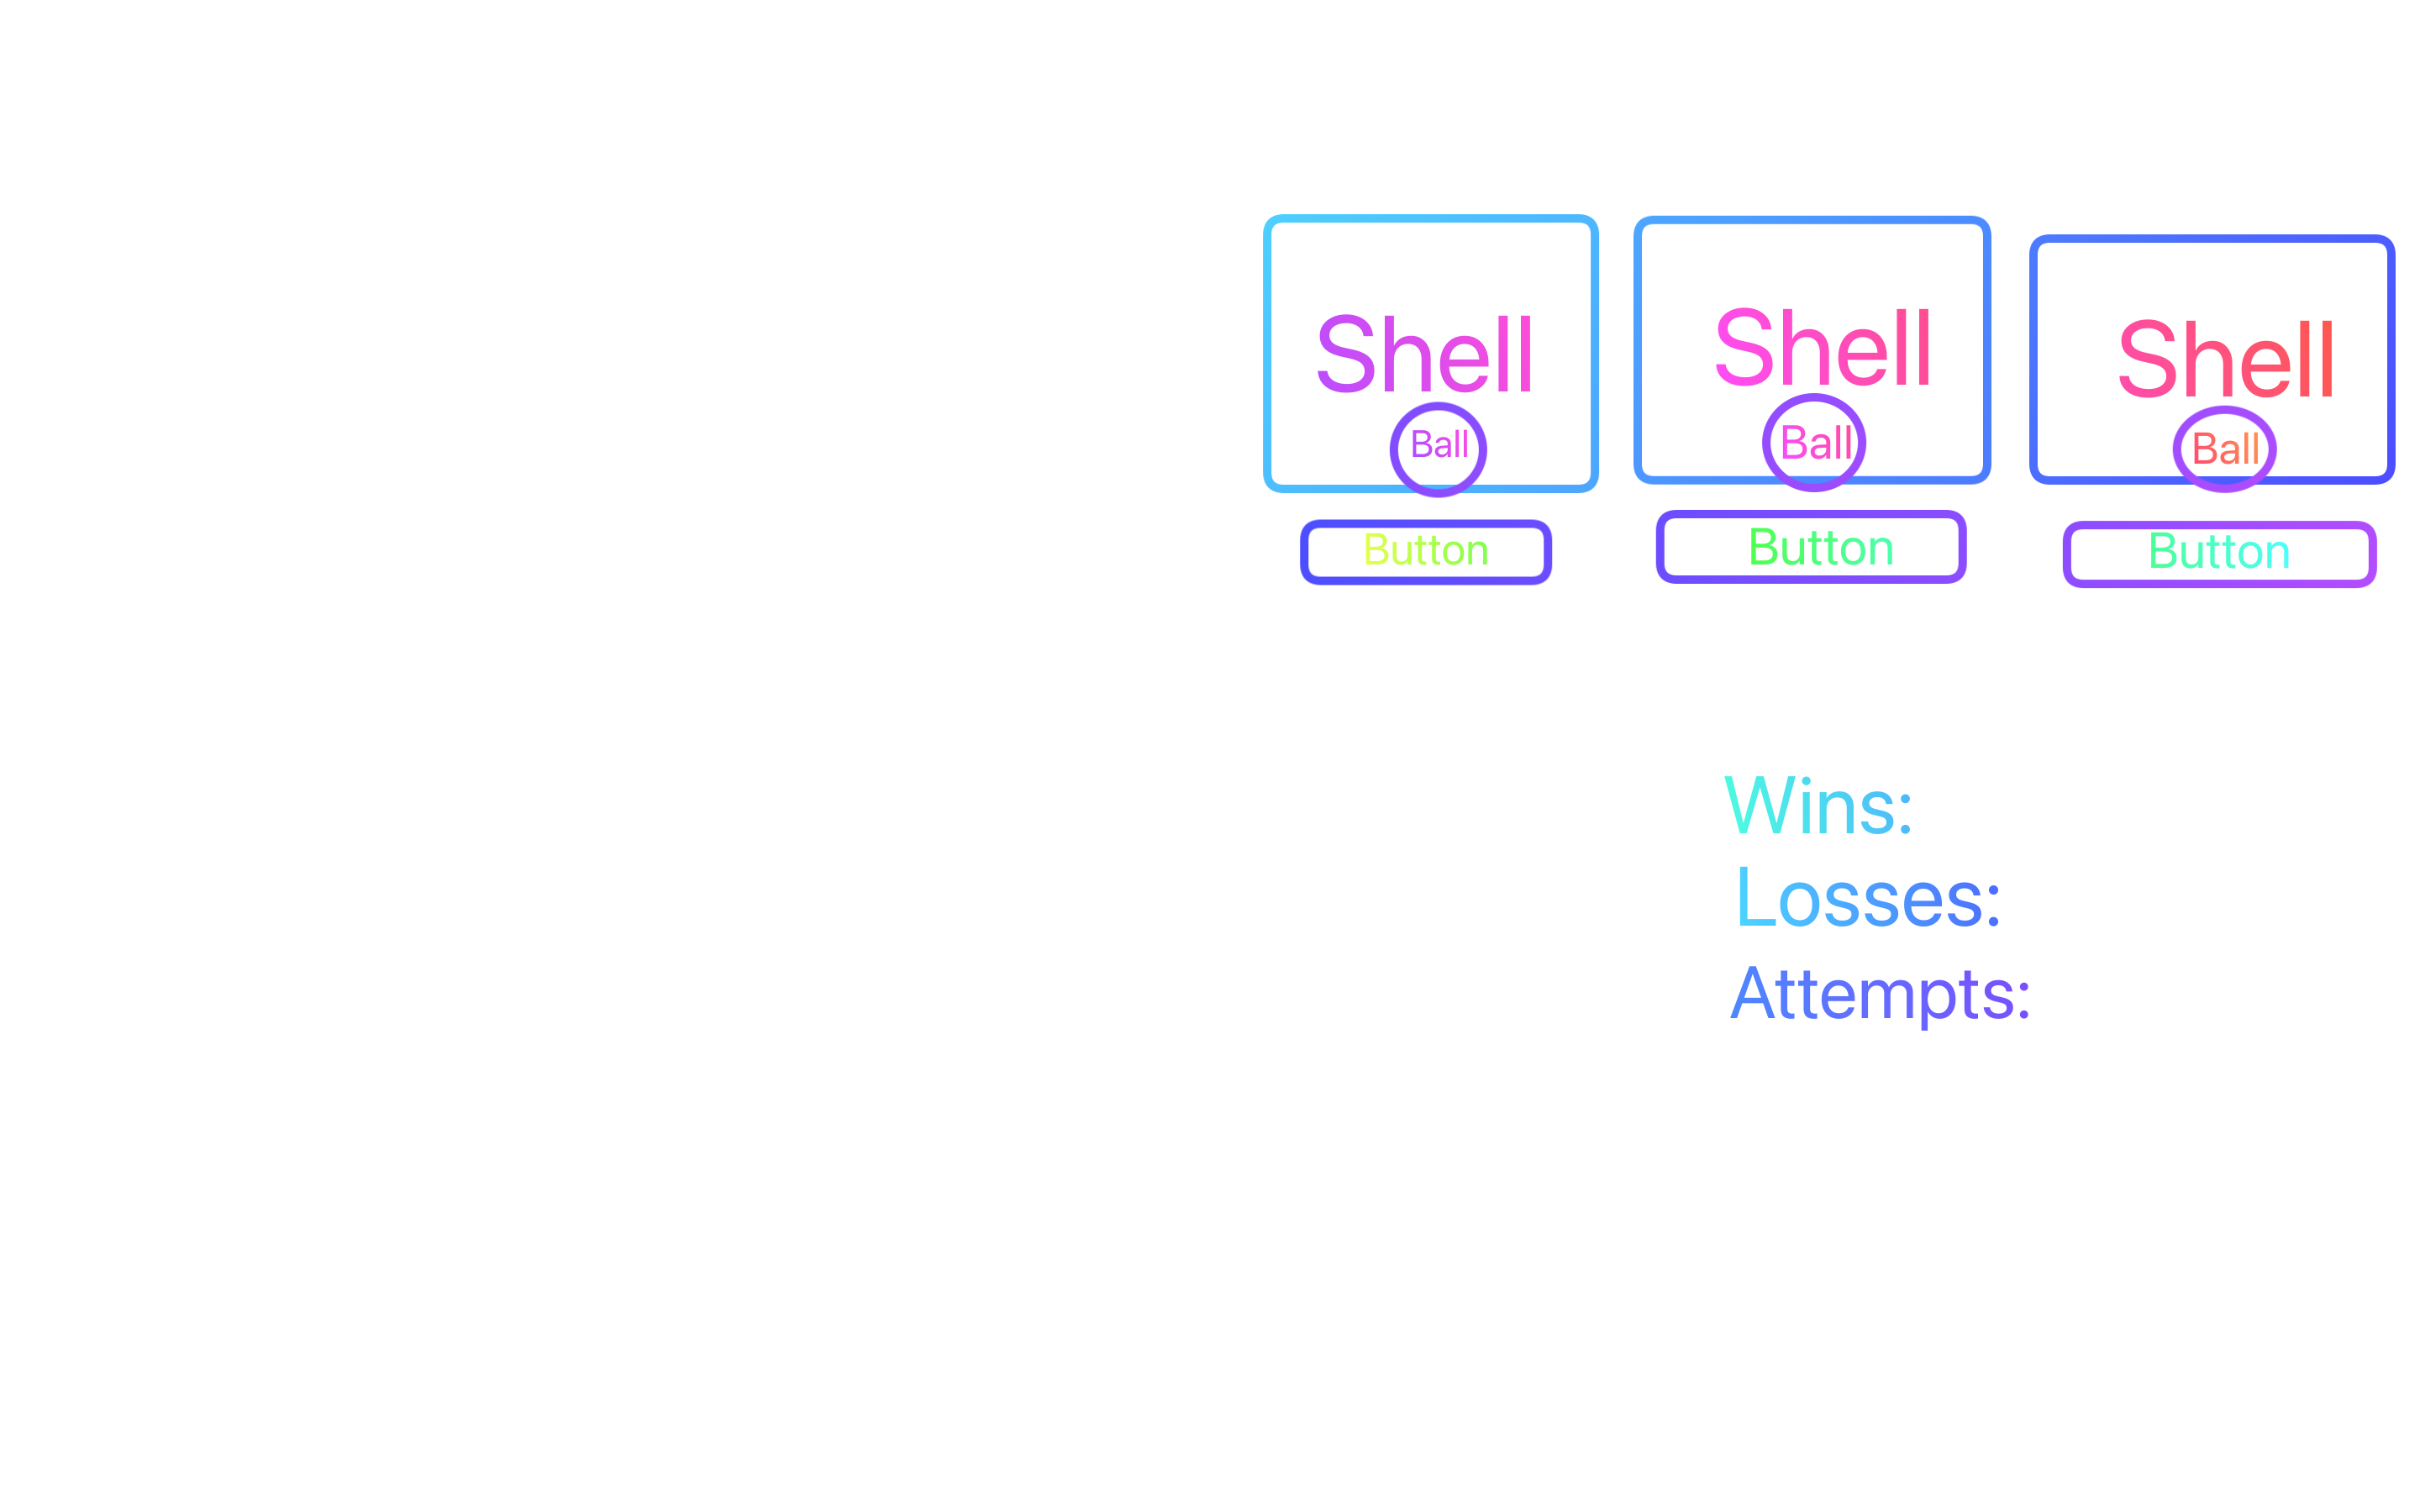 Shell Shell Shell
Ball Ball Ball
Button Button Button
Wins:
Losses:
Attempts: